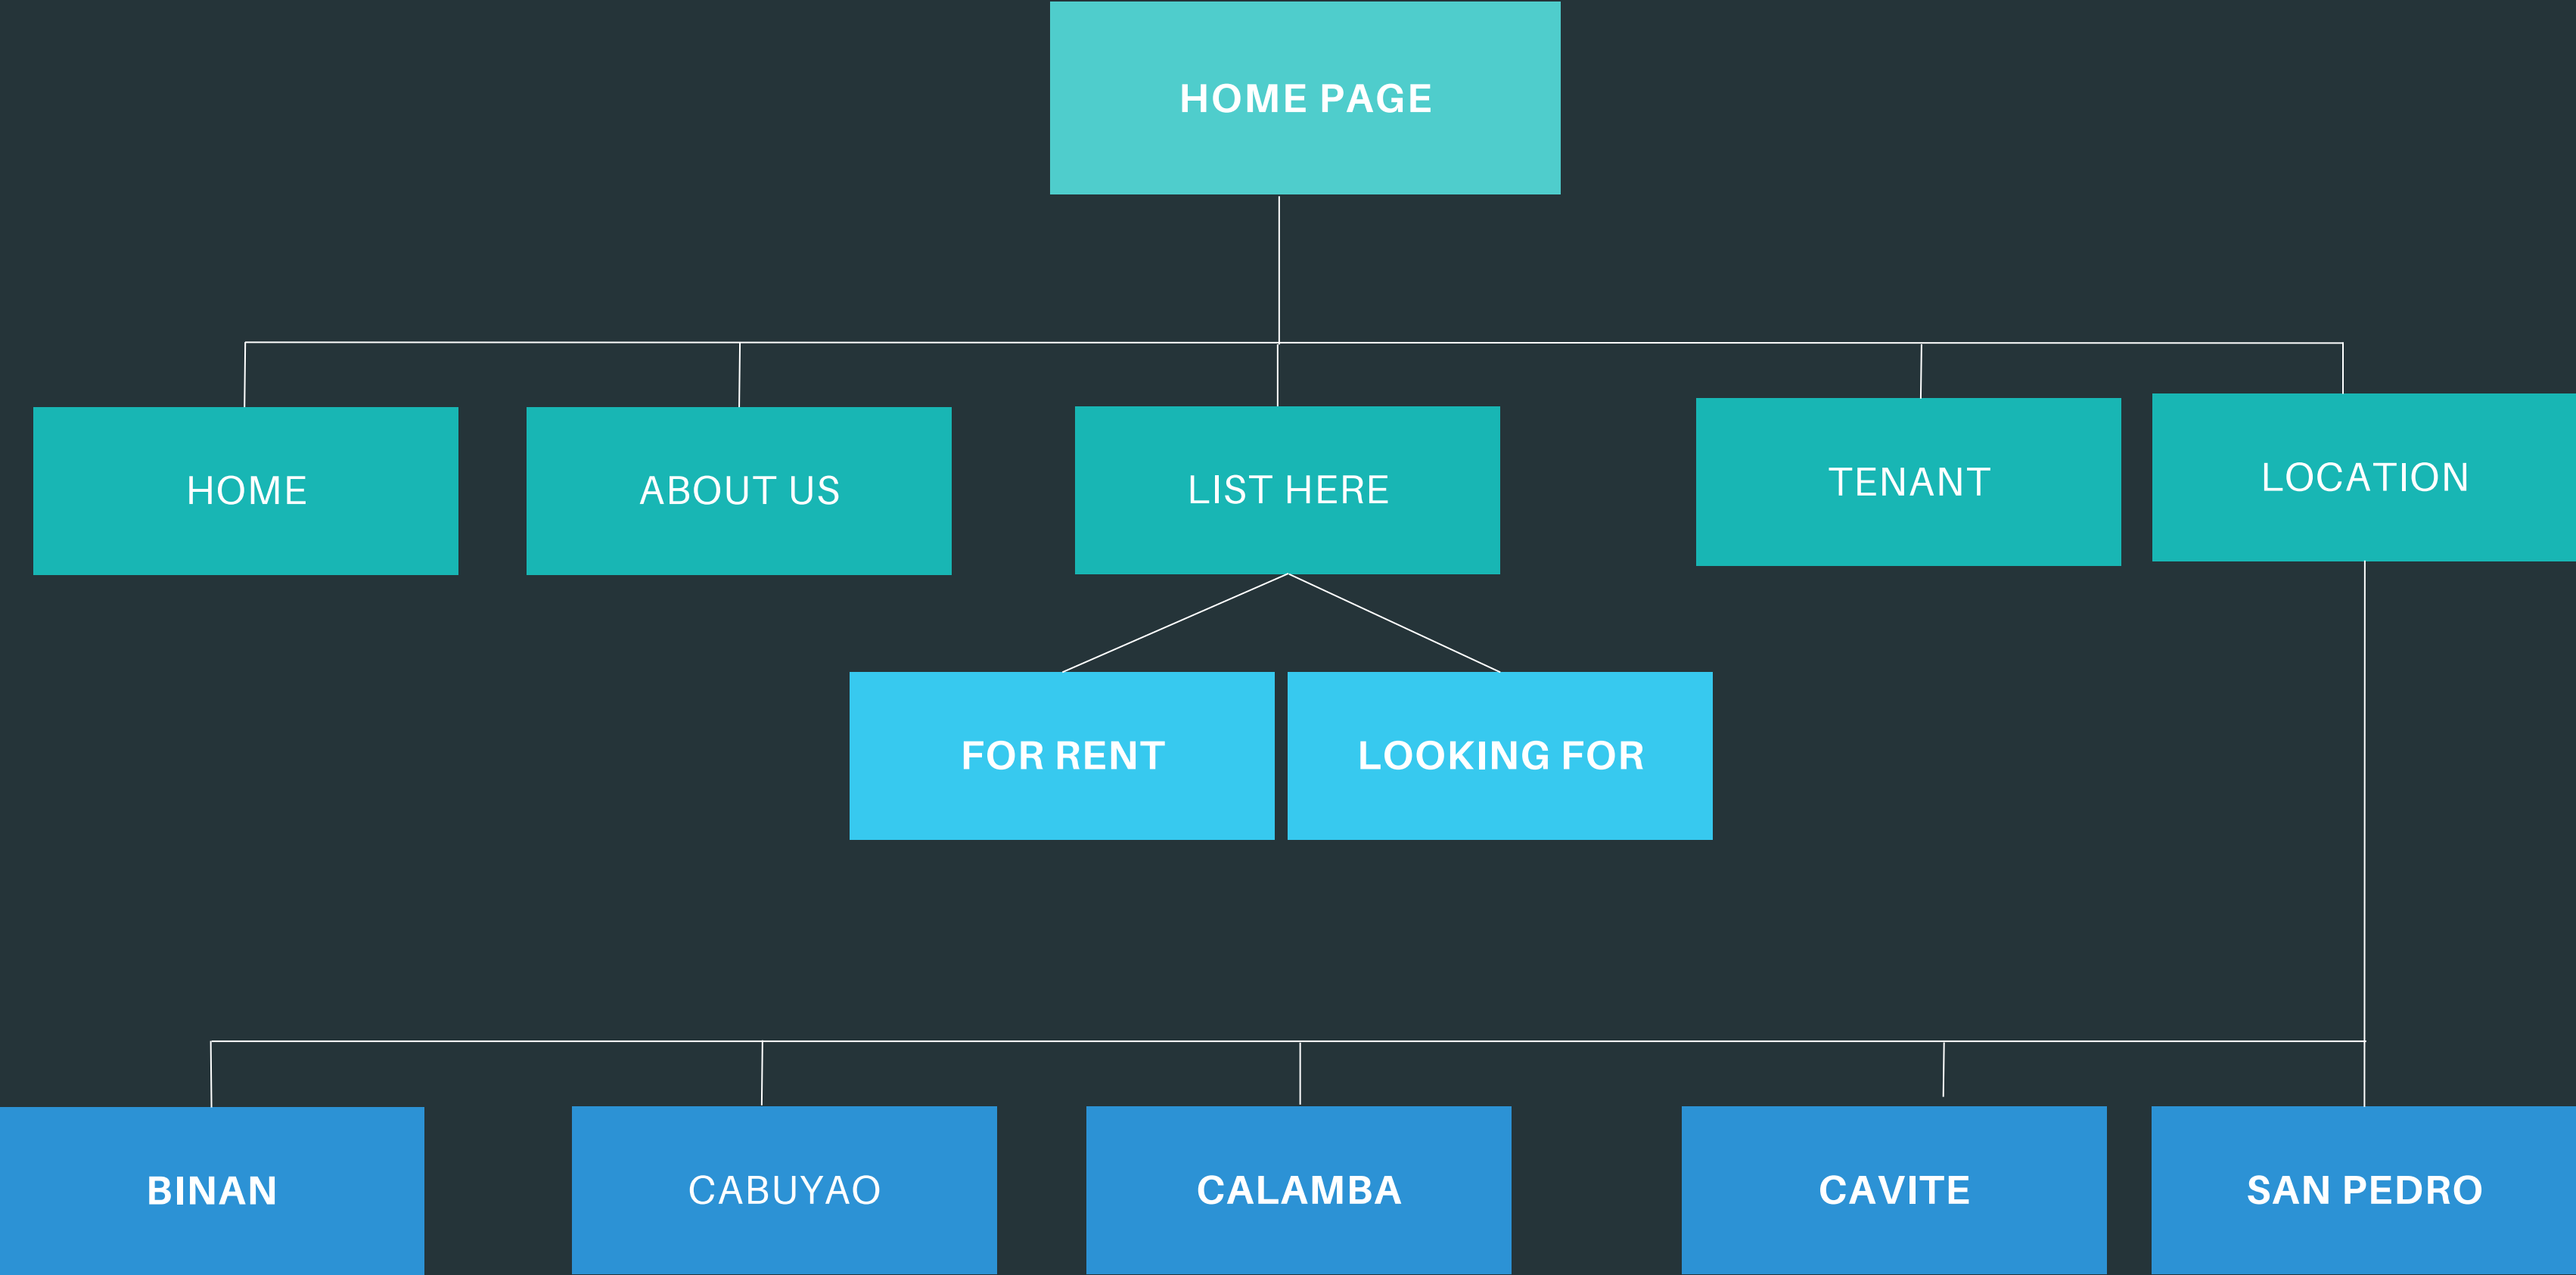 HOME PAGE
HOME
ABOUT US
LIST HERE
TENANT
LOCATION
FOR RENT
LOOKING FOR
BINAN
CABUYAO
CALAMBA
CAVITE
SAN PEDRO